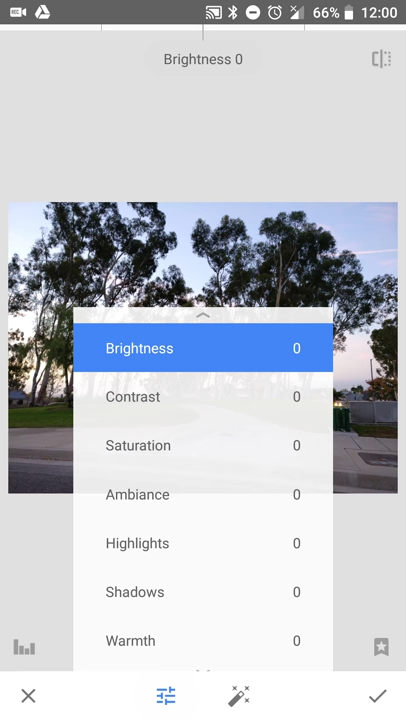 REC
66%
12:00
Brightness 0
Brightness 0
Contrast 0
Saturation 0
Ambiance 0
Highlights 0
Shadows 0
Warmth 0